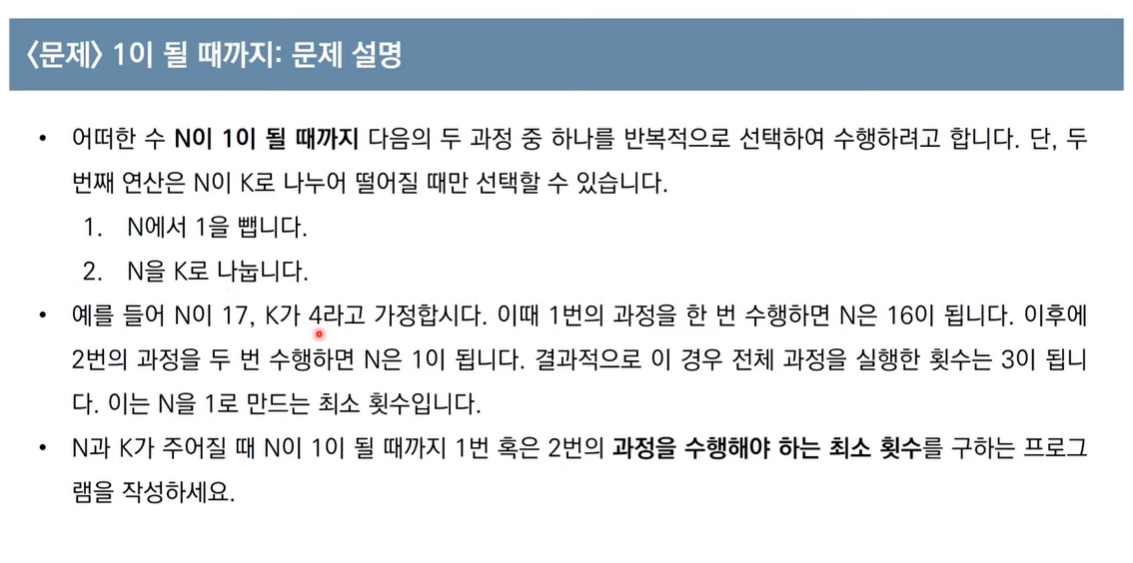 <문제> 1이 될 때까지: 문제 설명
• 어떠한 수 N이 1이 될 때까지 다음의 두 과정 중 하나를 반복적으로 선택하여 수행하려고 합니다. 단, 두
번째 연산은 N이 K로 나누어 떨어질 때만 선택할 수 있습니다.
1. N에서 1을 뺍니다.
2. N을 K로 나눕니다.
• 예를 들어 N이 17, K가 4라고 가정합시다. 이때 1번의 과정을 한 번 수행하면 N은 16이 됩니다. 이후에
2번의 과정을 두 번 수행하면 N은 1이 됩니다. 결과적으로 이 경우 전체 과정을 실행한 횟수는 3이 됩니
다. 이는 N을 1로 만드는 최소 횟수입니다.
• N과 K가 주어질 때 N이 1이 될 때까지 1번 혹은 2번의 과정을 수행해야 하는 최소 횟수를 구하는 프로그
램을 작성하세요.